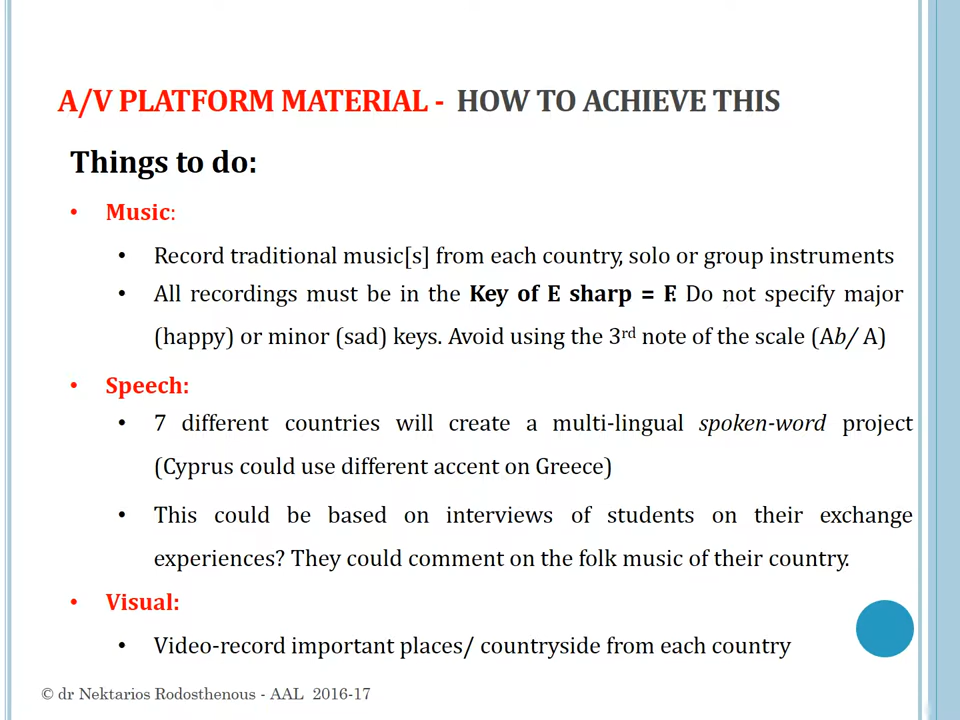 A/V PLATFORM MATERIAL - HOW TO ACHIEVE THIS
Things to do:
• Music:
• Record traditional music[s] from each country, solo or group instruments
• All recordings must be in the Key of E sharp = F. Do not specify major
(happy) or minor (sad) keys. Avoid using the 3rd note of the scale (Ab/ A)
• Speech:
• 7 different countries will create a multi-lingual spoken-word project
(Cyprus could use different accent on Greece)
• This could be based on interviews of students on their exchange
experiences? They could comment on the folk music of their country.
• Visual:
• Video-record important places/ countryside from each country
© dr Nektarios Rodosthenous - AAL 2016-17